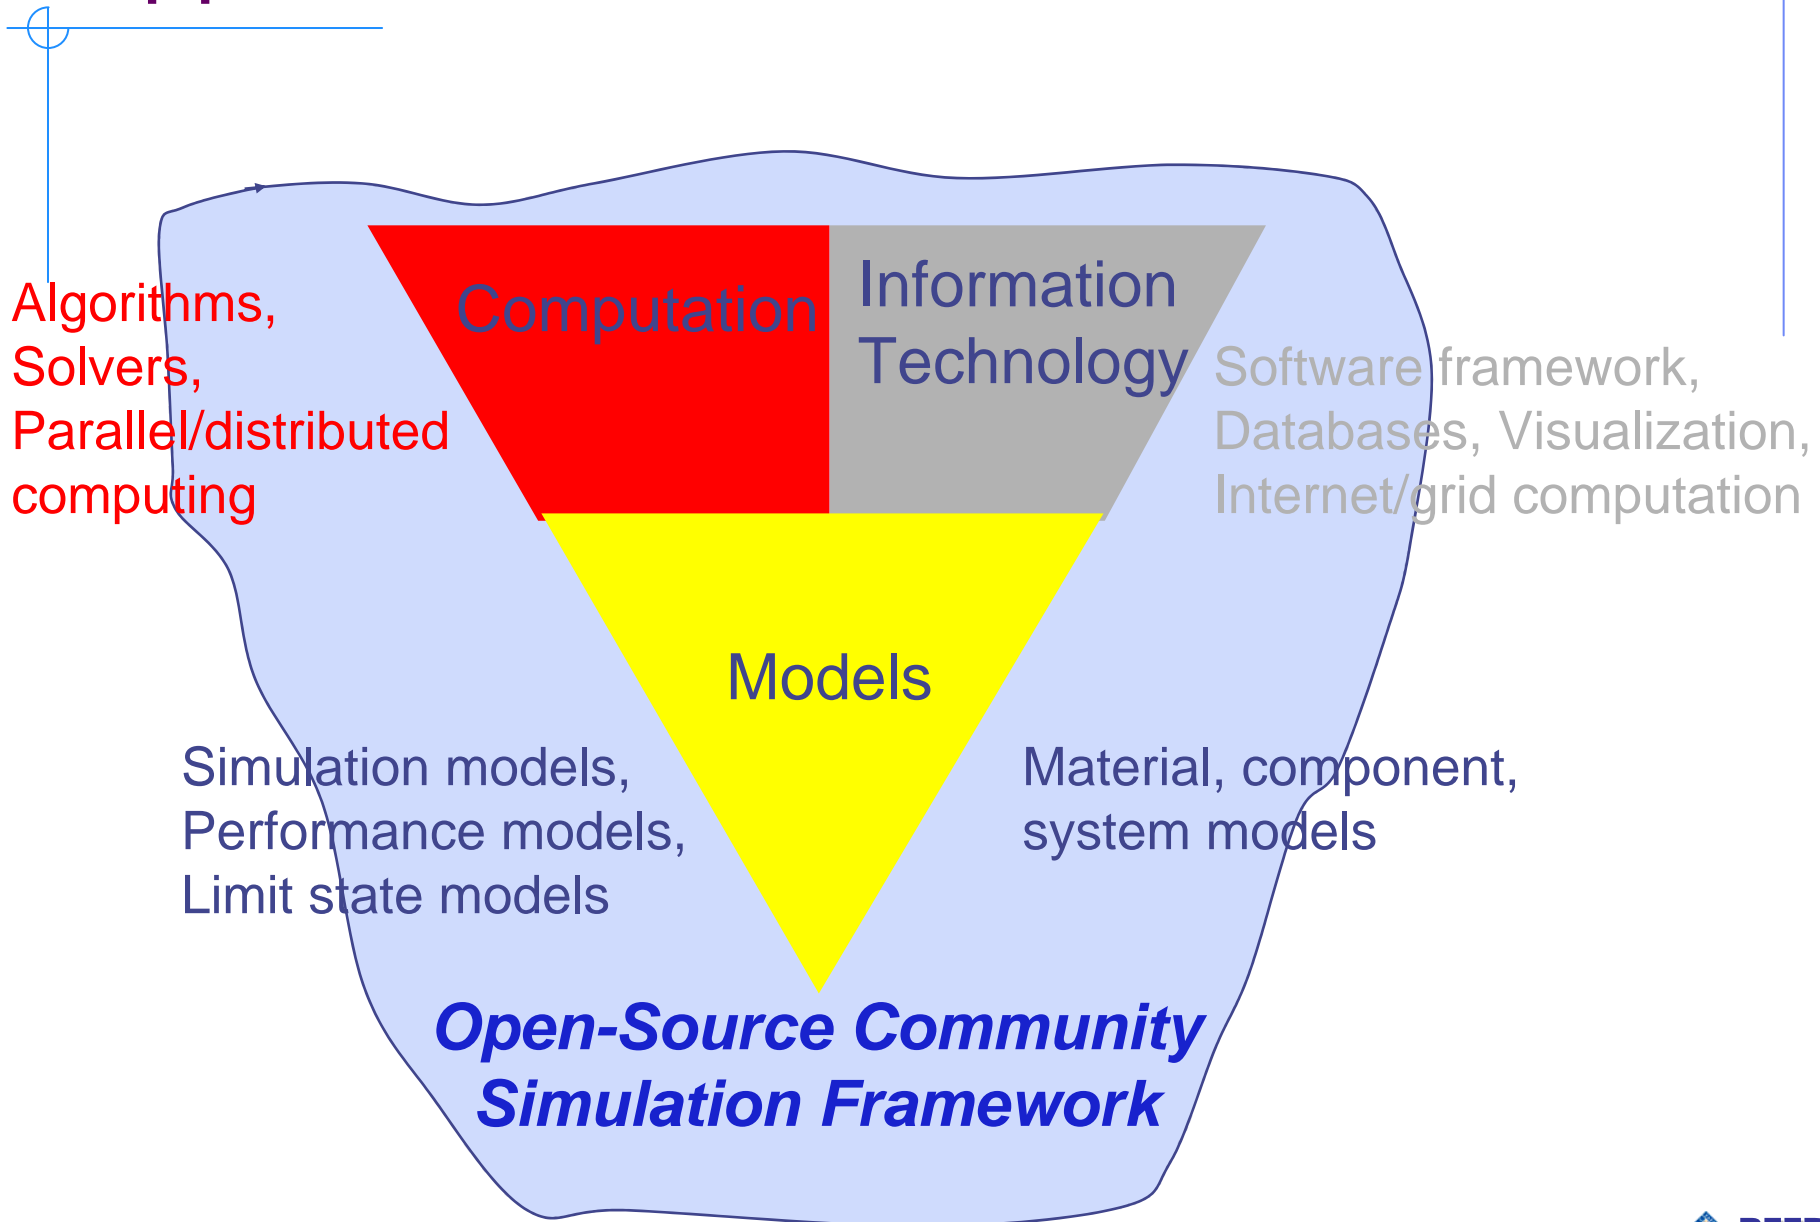 Computation
Information
Technology
Algorithms,
Solvers,
Parallel/distributed
computing
Software framework,
Databases, Visualization,
Internet/grid computation
Models
Simulation models,
Performance models,
Limit state models
Material, component,
system models
Open-Source Community
Simulation Framework